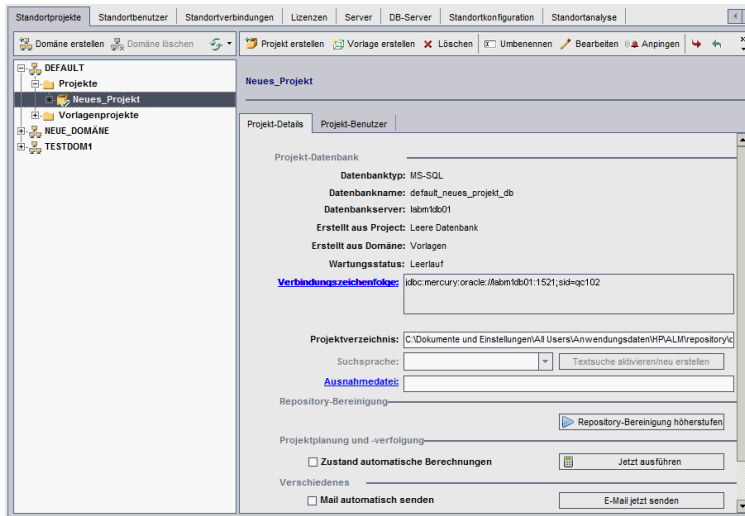 Standortprojekte Standortbenutzer Standortverbindungen Lizenzen Server DB-Server Standortkonfiguration Standortanalyse
Domäne erstellen Domäne löschen Projekt erstellen Vorlage erstellen Löschen Umbenennen Bearbeiten Anpingen
DEFAULT
Projekte
Neues_Projekt
Vorlagenprojekte
NEUE_DOMÄNE
TESTDOM1
Neues_Projekt
Projekt-Details Projekt-Benutzer
Projekt-Datenbank
Datenbanktyp: MS-SQL
Datenbankname: default_neues_projekt_db
Datenbankserver: labm1db01
Erstellt aus Project: Leere Datenbank
Erstellt aus Domäne: Vorlagen
Wartungsstatus: Leerlauf
Verbindungszeichenfolge: jdbc:mercury:oracle://labm1db01:1521;sid=qc102
Projektverzeichnis: C:\Dokumente und Einstellungen\All Users\Anwendungsdaten\HP\ALM\repository\
Suchsprache: Textsuche aktivieren/neu erstellen
Ausnahmedatei:
Repository-Bereinigung
Repository-Bereinigung höherstufen
Projektplanung und -verfolgung
Zustand automatische Berechnungen Jetzt ausführen
Verschiedenes
Mail automatisch senden E-Mail jetzt senden